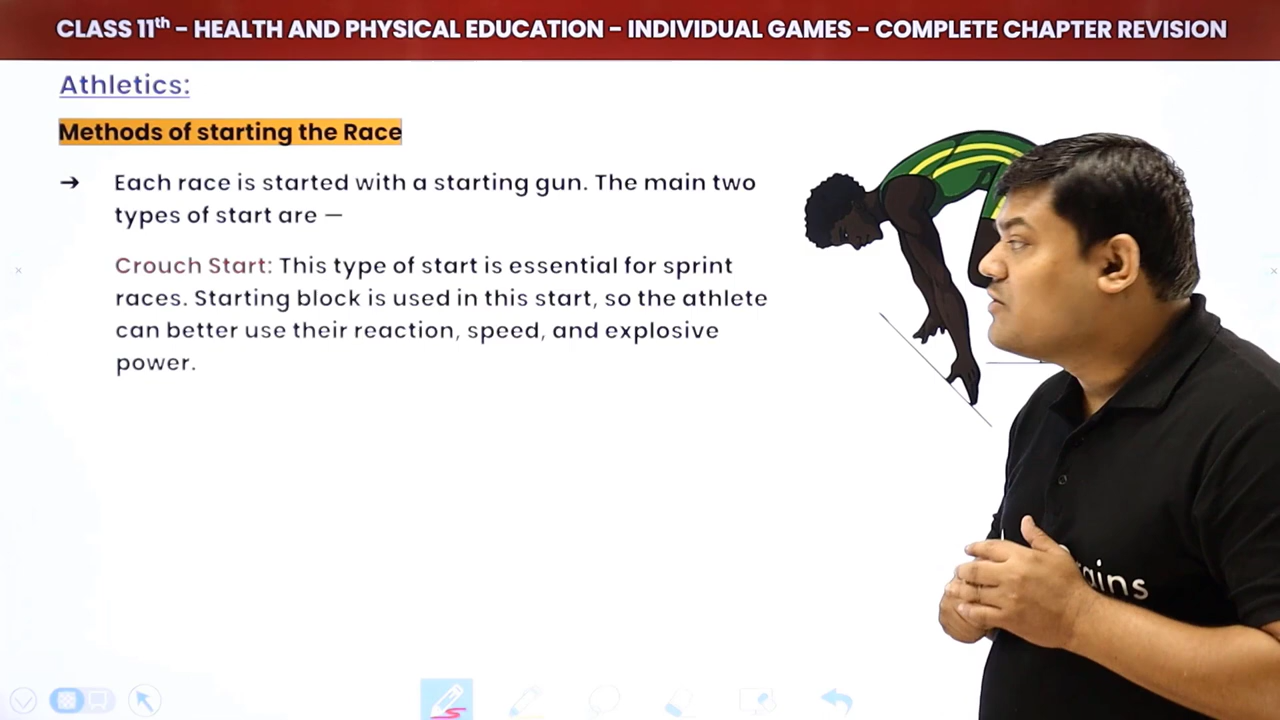 CLASS 11th - HEALTH AND PHYSICAL EDUCATION - INDIVIDUAL GAMES - COMPLETE CHAPTER REVISION
Athletics:
Methods of starting the Race
➔ Each race is started with a starting gun. The main two
types of start are —
Crouch Start: This type of start is essential for sprint
races. Starting block is used in this start, so the athlete
can better use their reaction, speed, and explosive
power.